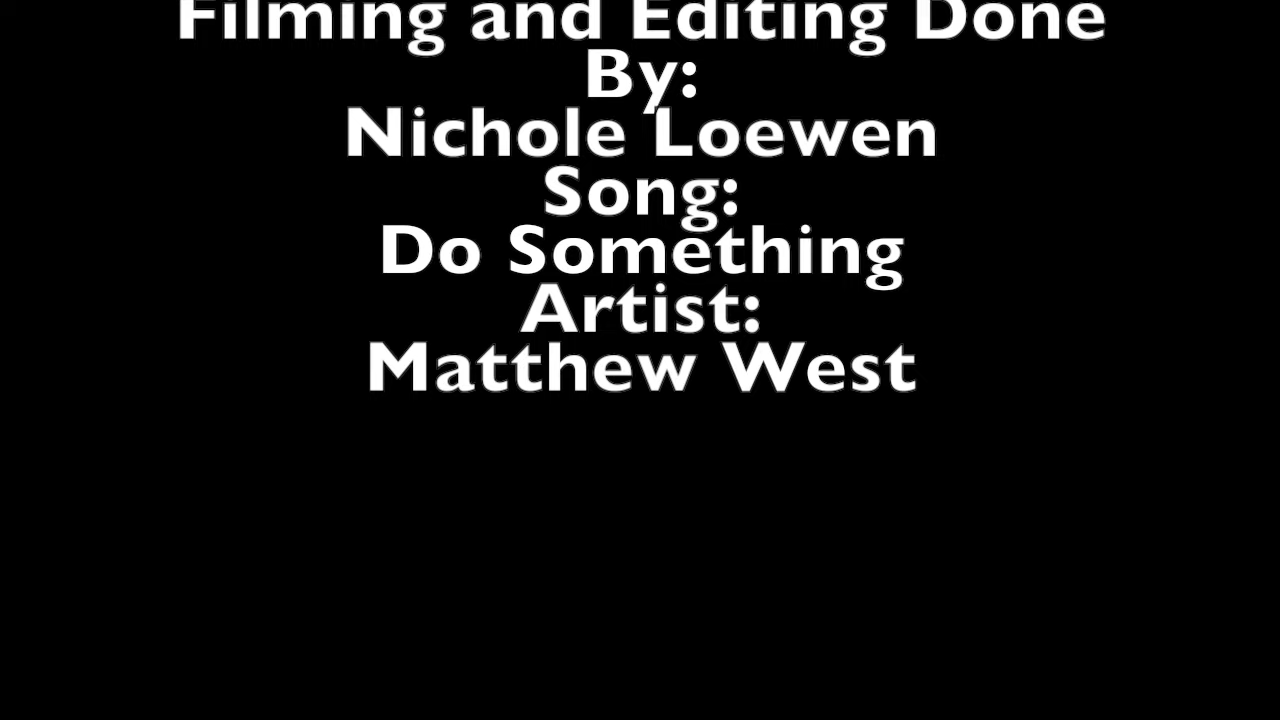 Filming and Editing Done
By:
Nichole Loewen
Song:
Do Something
Artist:
Matthew West